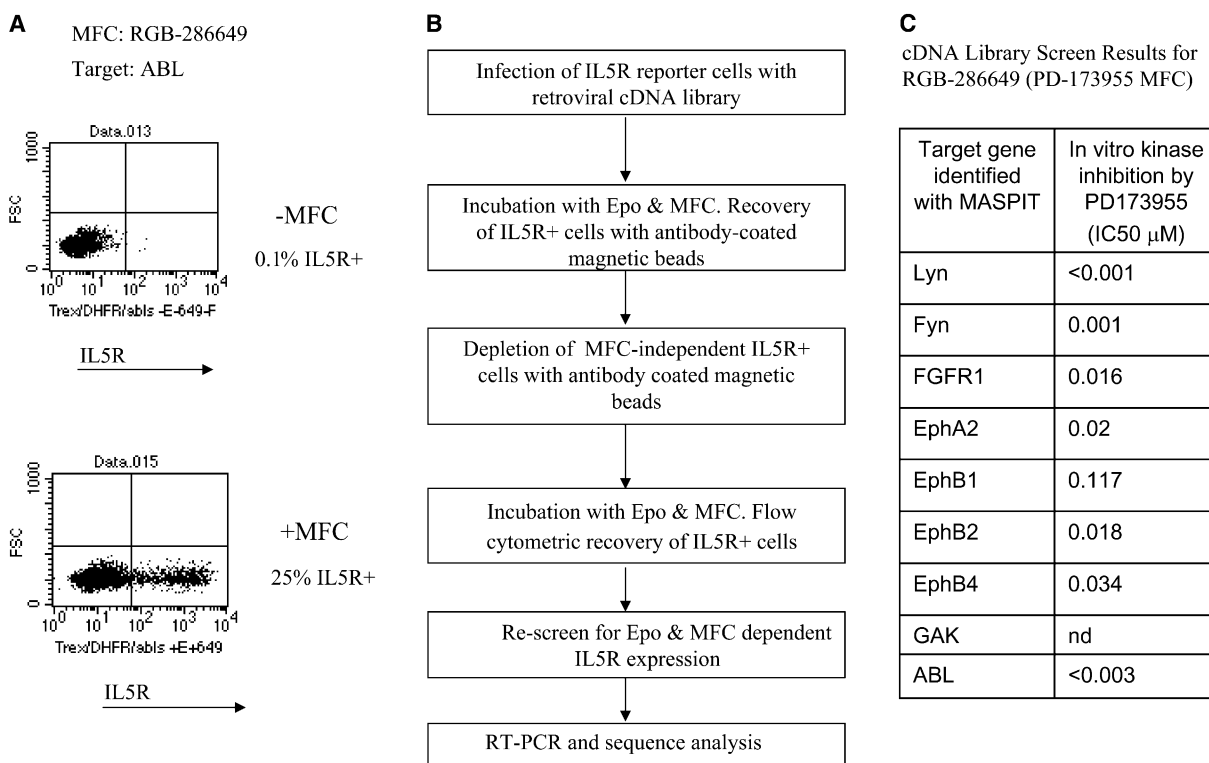 A
MFC: RGB-286649
Target: ABL
Data.013
1000
FSC
0
10^0 10^1 10^2 10^3 10^4
Trex/DHFR/abls -E-649-F
IL5R
-MFC
0.1% IL5R+
Data.015
1000
FSC
0
10^0 10^1 10^2 10^3 10^4
Trex/DHFR/abls +E+649
IL5R
+MFC
25% IL5R+
B
Infection of IL5R reporter cells with
retroviral cDNA library
Incubation with Epo & MFC. Recovery
of IL5R+ cells with antibody-coated
magnetic beads
Depletion of MFC-independent IL5R+
cells with antibody coated magnetic
beads
Incubation with Epo & MFC. Flow
cytometric recovery of IL5R+ cells
Re-screen for Epo & MFC dependent
IL5R expression
RT-PCR and sequence analysis
C
cDNA Library Screen Results for
RGB-286649 (PD-173955 MFC)
Target gene
identified
with MASPIT
In vitro kinase
inhibition by
PD173955
(IC50 μM)
Lyn <0.001
Fyn 0.001
FGFR1 0.016
EphA2 0.02
EphB1 0.117
EphB2 0.018
EphB4 0.034
GAK nd
ABL <0.003